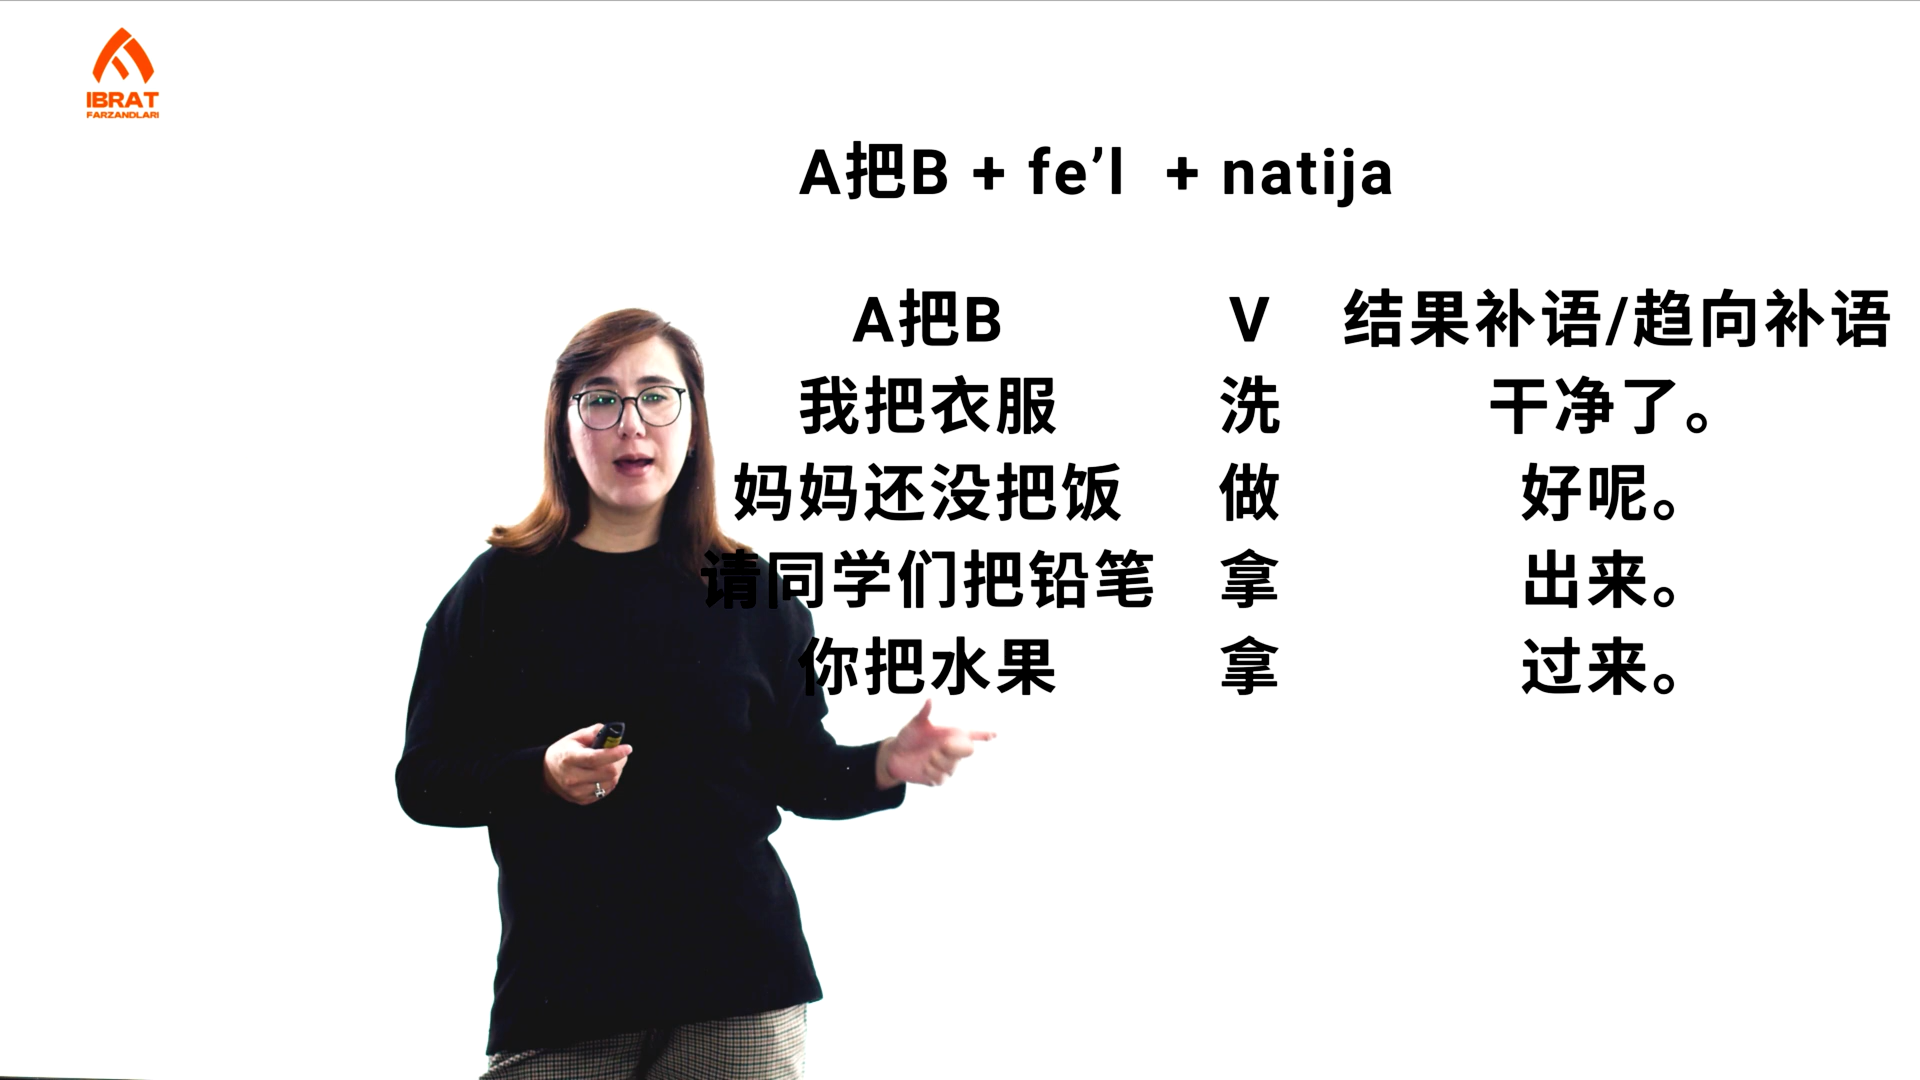 IBRAT
FARZANDLARI
A把B + fe’l + natija
A把B V 结果补语/趋向补语
我把衣服 洗 干净了。
妈妈还没把饭 做 好呢。
请同学们把铅笔 拿 出来。
你把水果 拿 过来。